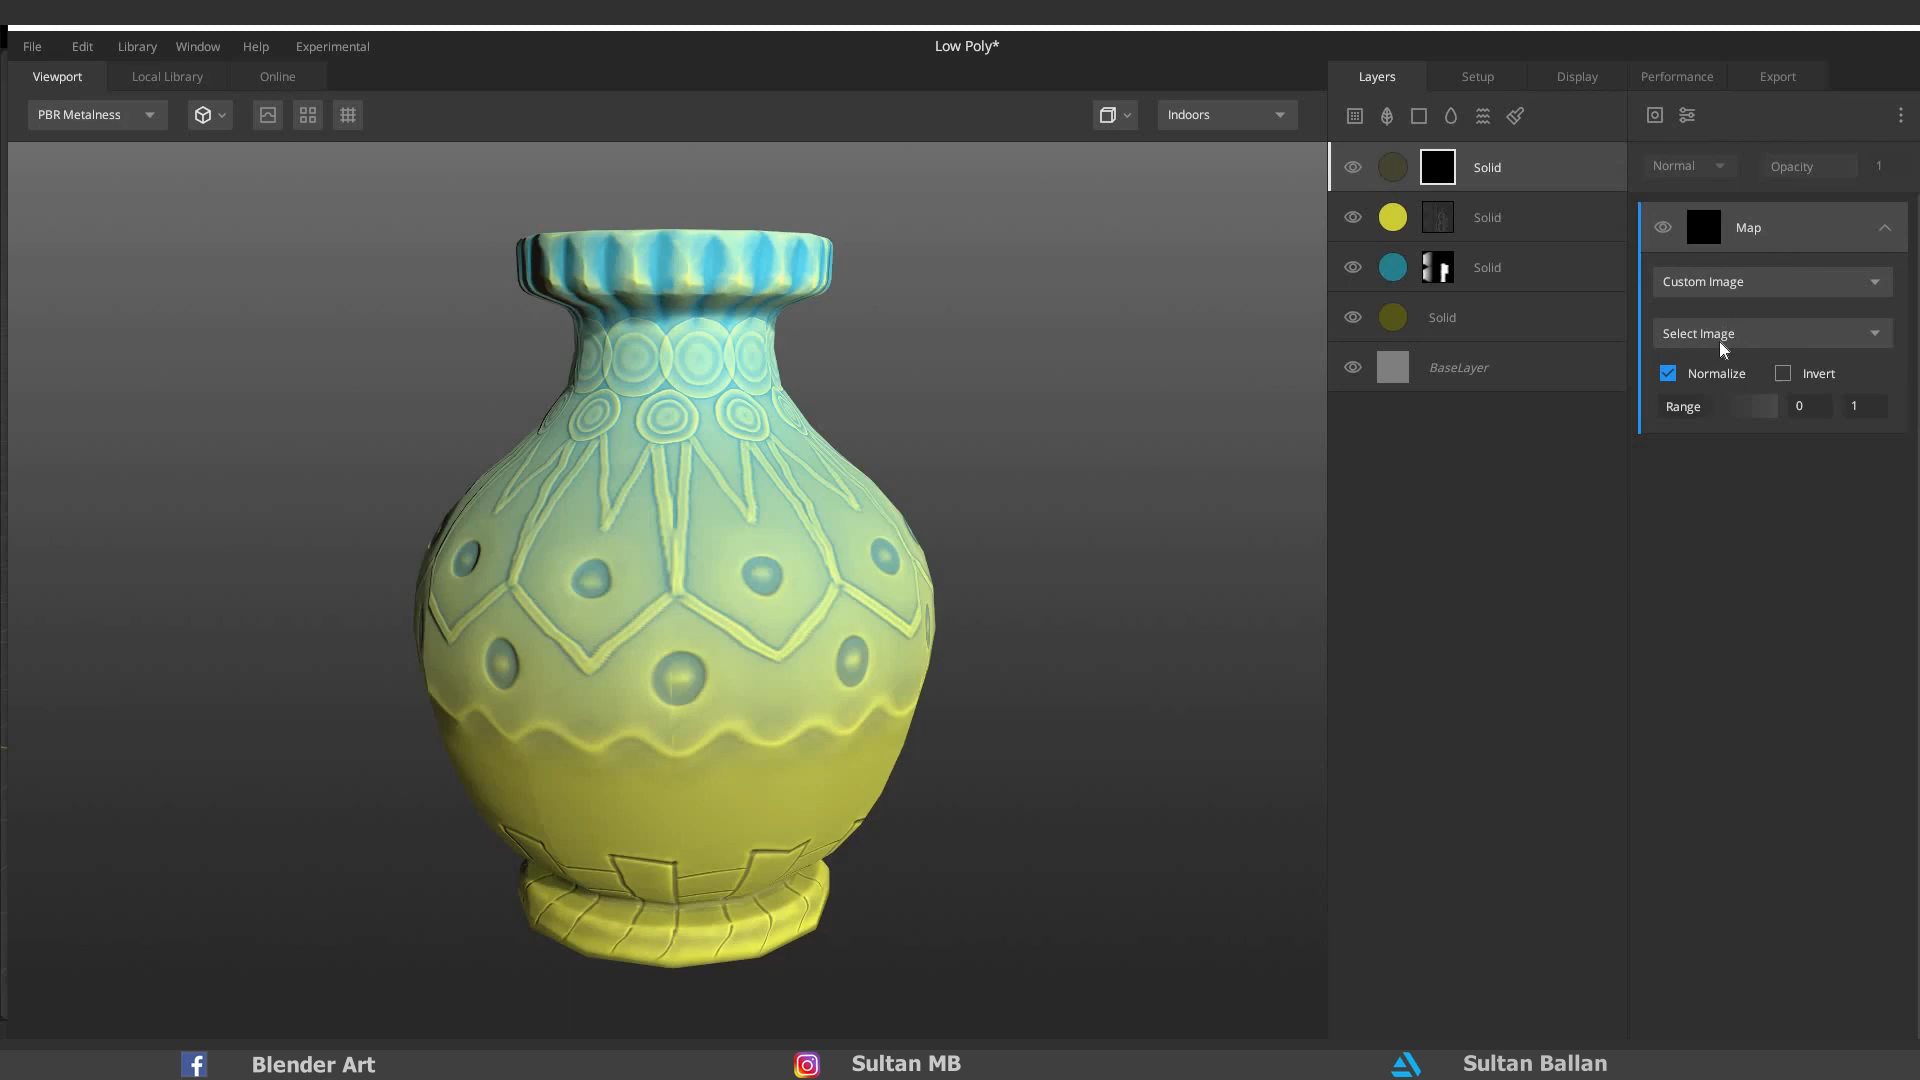 File Edit Library Window Help Experimental Low Poly*
Viewport Local Library Online Layers Setup Display Performance Export
PBR Metalness Indoors
Solid Normal Opacity 1
Solid Map
Solid Custom Image
Solid Select Image
BaseLayer Normalize Invert
Range 0 1
Blender Art Sultan MB Sultan Ballan